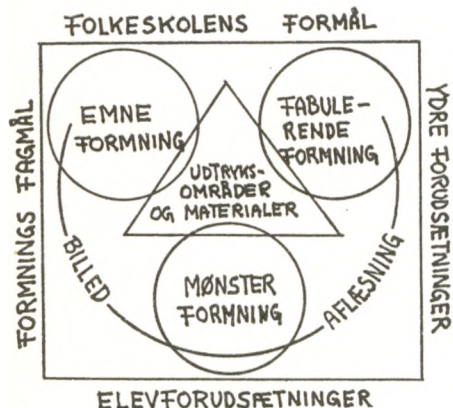 FOLKESKOLENS FORMÅL
EMNE
FORMNING
FABULE-
RENDE
FORMNING
FORMNINGS FAGMÅL
YDRE FORUDSÆTNINGER
UDTRYKS-
OMRÅDER
OG MATERIALER
BILLED
AFLÆSNING
MØNSTER
FORMNING
ELEVFORUDSÆTNINGER